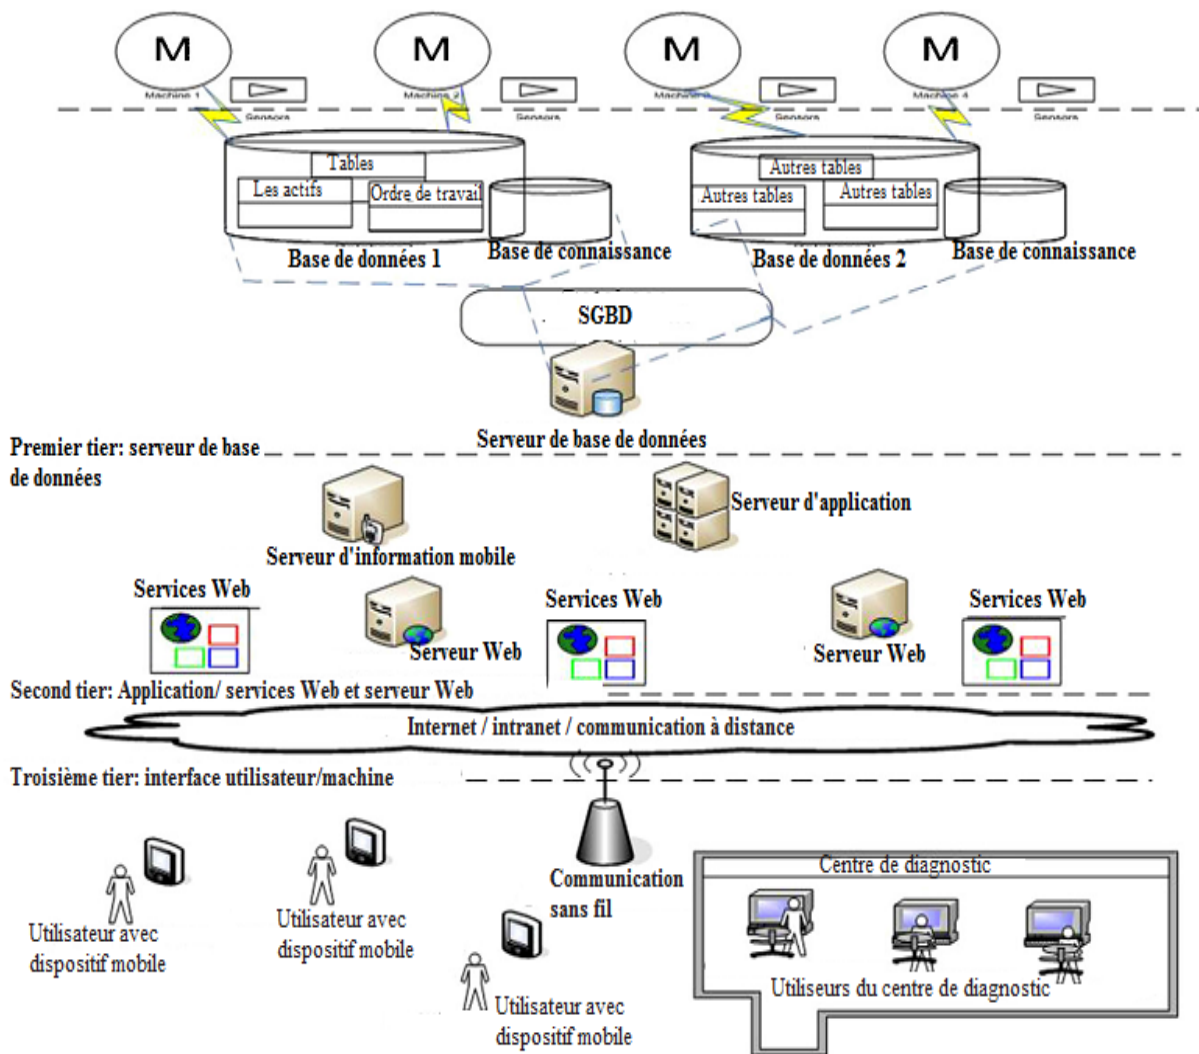 M
M
M
M
Machine 1
Machine 2
Machine 4
Sensors
Sensors
Sensors
Sensors
Tables
Les actifs
Ordre de travail
Autres tables
Autres tables
Autres tables
Base de données 1
Base de connaissance
Base de données 2
Base de connaissance
SGBD
Serveur de base de données
Premier tier: serveur de base
de données
Serveur d'application
Serveur d'information mobile
Services Web
Services Web
Services Web
Serveur Web
Serveur Web
Second tier: Application/ services Web et serveur Web
Internet / intranet / communication à distance
Troisième tier: interface utilisateur/machine
Communication
sans fil
Centre de diagnostic
Utilisateur avec
dispositif mobile
Utilisateur avec
dispositif mobile
Utilisateur avec
dispositif mobile
Utiliseurs du centre de diagnostic